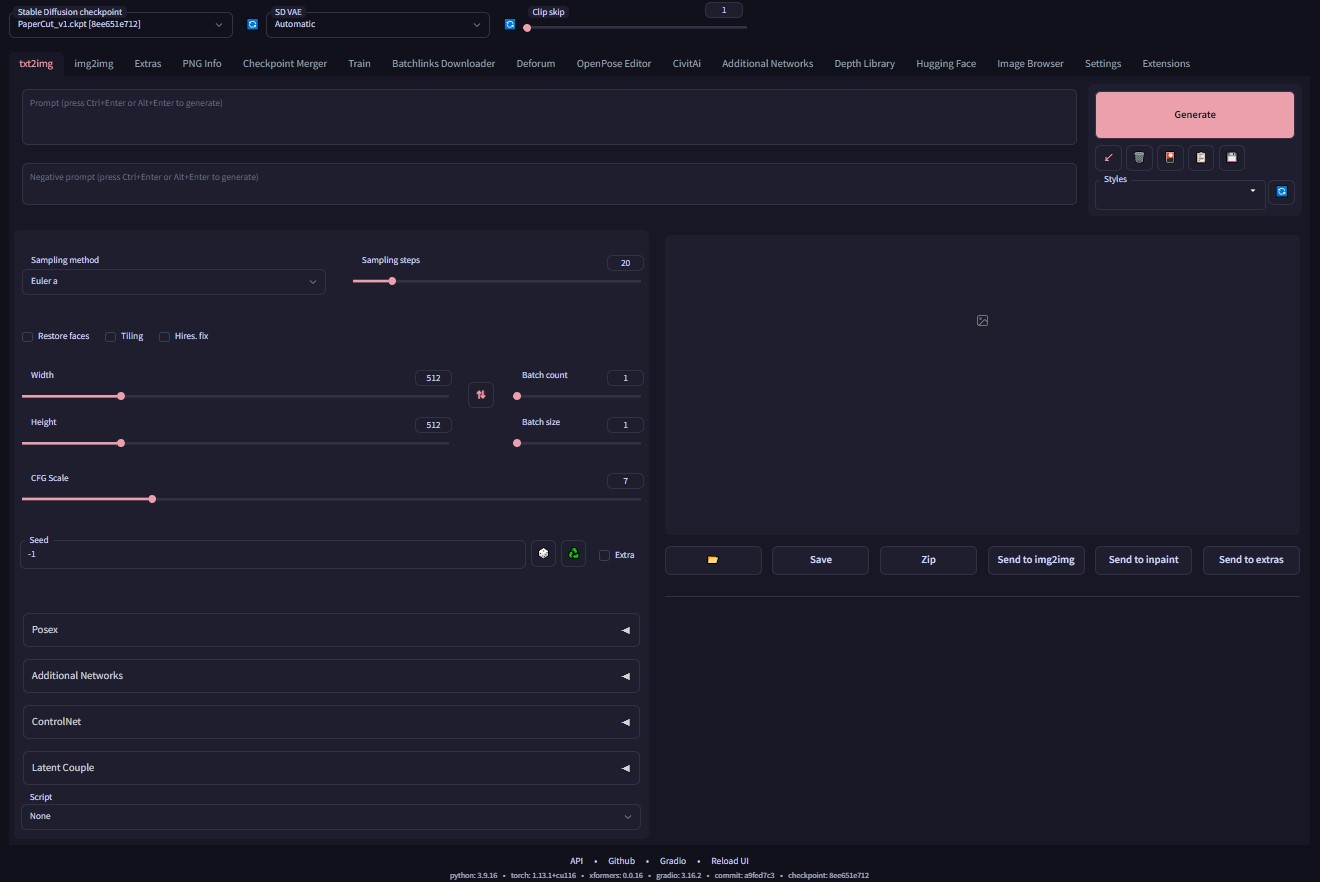 Stable Diffusion checkpoint
PaperCut_v1.ckpt [8ee651e712]
SD VAE
Automatic
Clip skip
1
txt2img img2img Extras PNG Info Checkpoint Merger Train Batchlinks Downloader Deforum OpenPose Editor CivitAi Additional Networks Depth Library Hugging Face Image Browser Settings Extensions
Prompt (press Ctrl+Enter or Alt+Enter to generate)
Generate
Negative prompt (press Ctrl+Enter or Alt+Enter to generate)
Styles
Sampling method
Euler a
Sampling steps
20
Restore faces Tiling Hires. fix
Width 512
Batch count 1
Height 512
Batch size 1
CFG Scale 7
Seed
-1
Extra
Save Zip Send to img2img Send to inpaint Send to extras
Posex
Additional Networks
ControlNet
Latent Couple
Script
None
API • Github • Gradio • Reload UI
python: 3.9.16 • torch: 1.13.1+cu116 • xformers: 0.0.16 • gradio: 3.16.2 • commit: a9fed7c3 • checkpoint: 8ee651e712